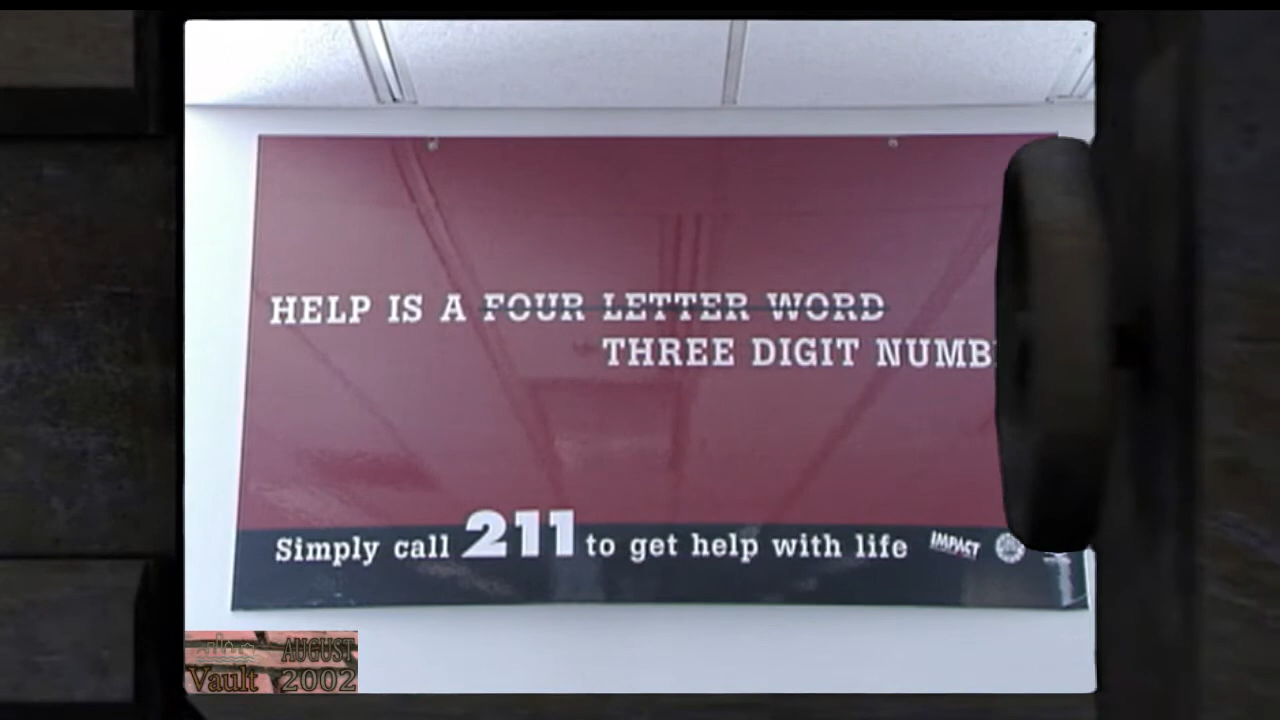 HELP IS A FOUR LETTER WORD
THREE DIGIT
Simply call 211 to get help with life
IMPACT
AUGUST
Vault 2002